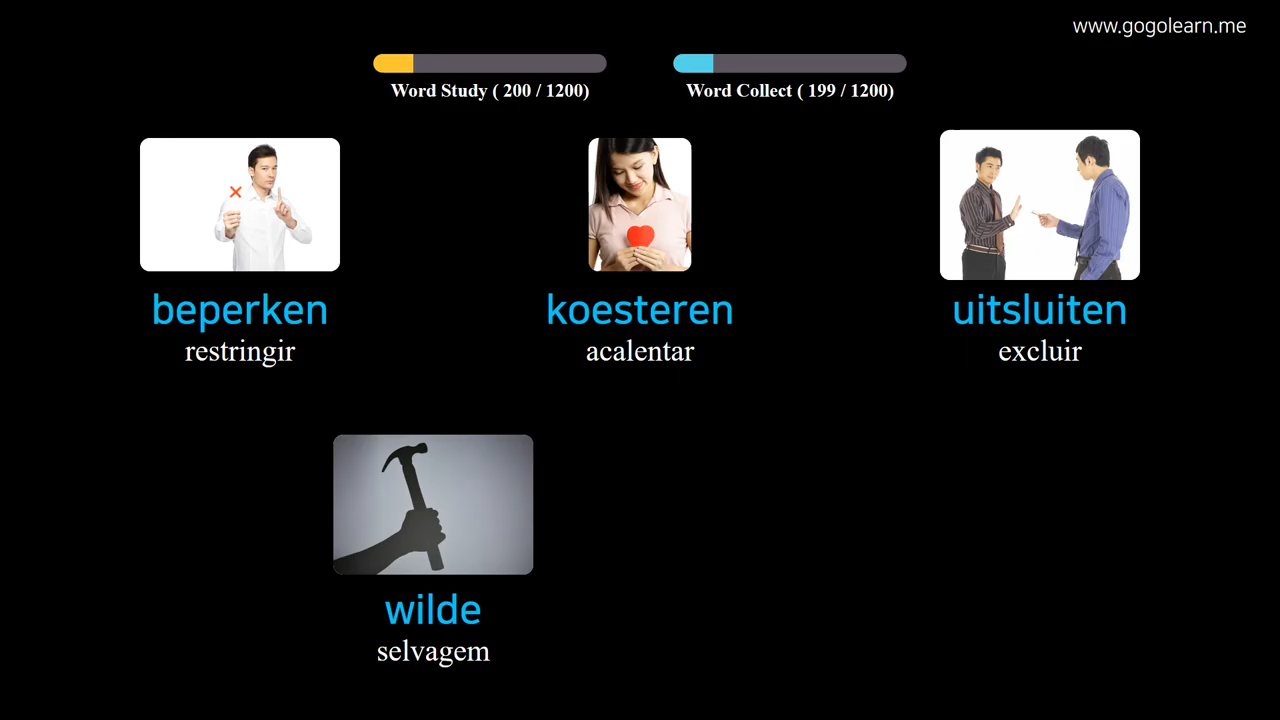 www.gogolearn.me
Word Study ( 200 / 1200)
Word Collect ( 199 / 1200)
beperken
restringir
koesteren
acalentar
uitsluiten
excluir
wilde
selvagem